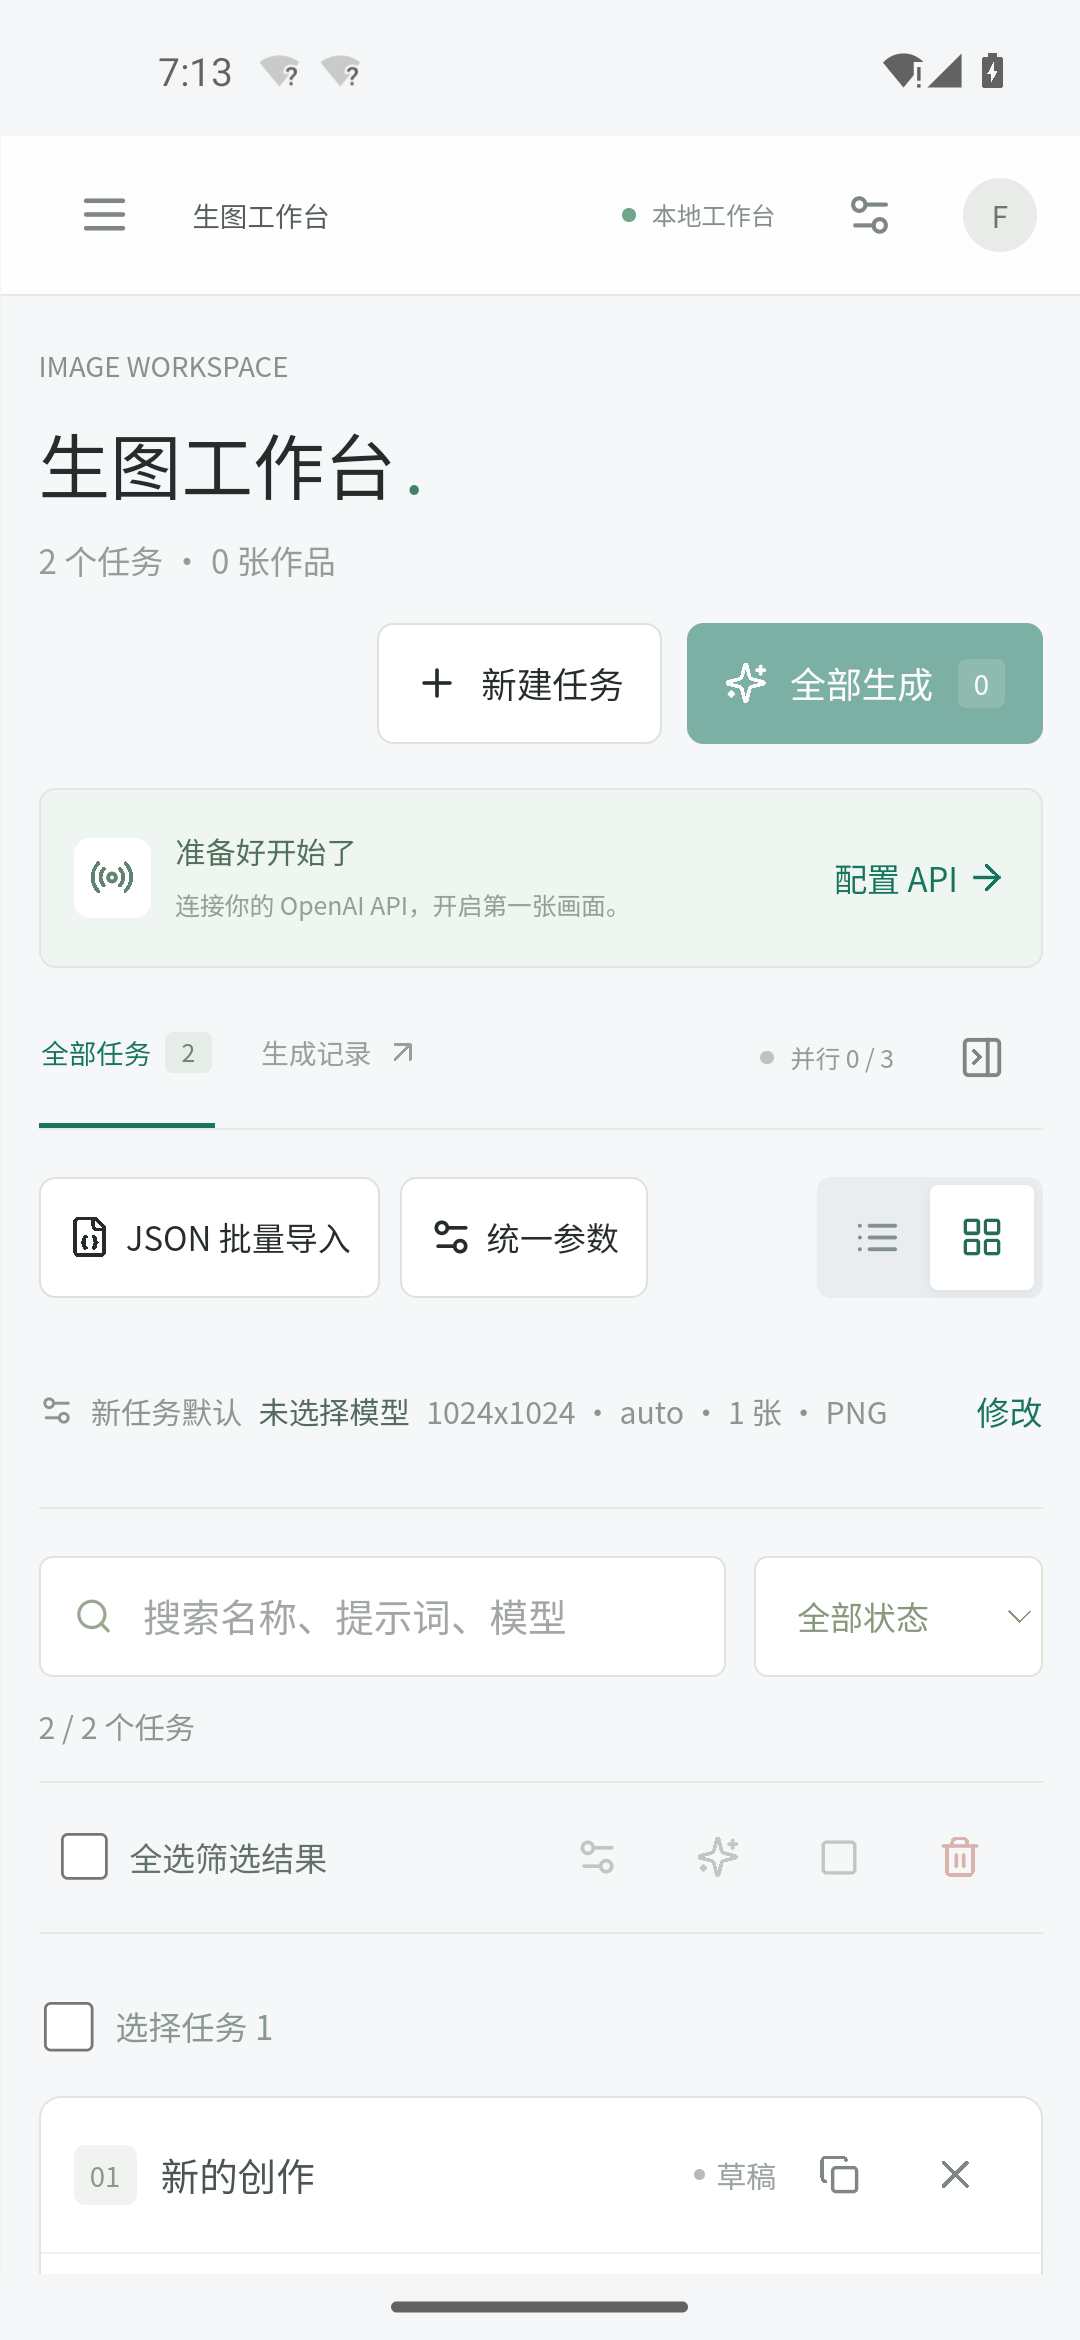 7:13
生图工作台
本地工作台
F
IMAGE WORKSPACE
生图工作台.
2 个任务 · 0 张作品
新建任务
全部生成 0
准备好开始了
连接你的 OpenAI API，开启第一张画面。
配置 API
全部任务 2
生成记录
并行 0 / 3
JSON 批量导入
统一参数
新任务默认 未选择模型 1024x1024 · auto · 1 张 · PNG
修改
搜索名称、提示词、模型
全部状态
2 / 2 个任务
全选筛选结果
选择任务 1
01 新的创作
草稿